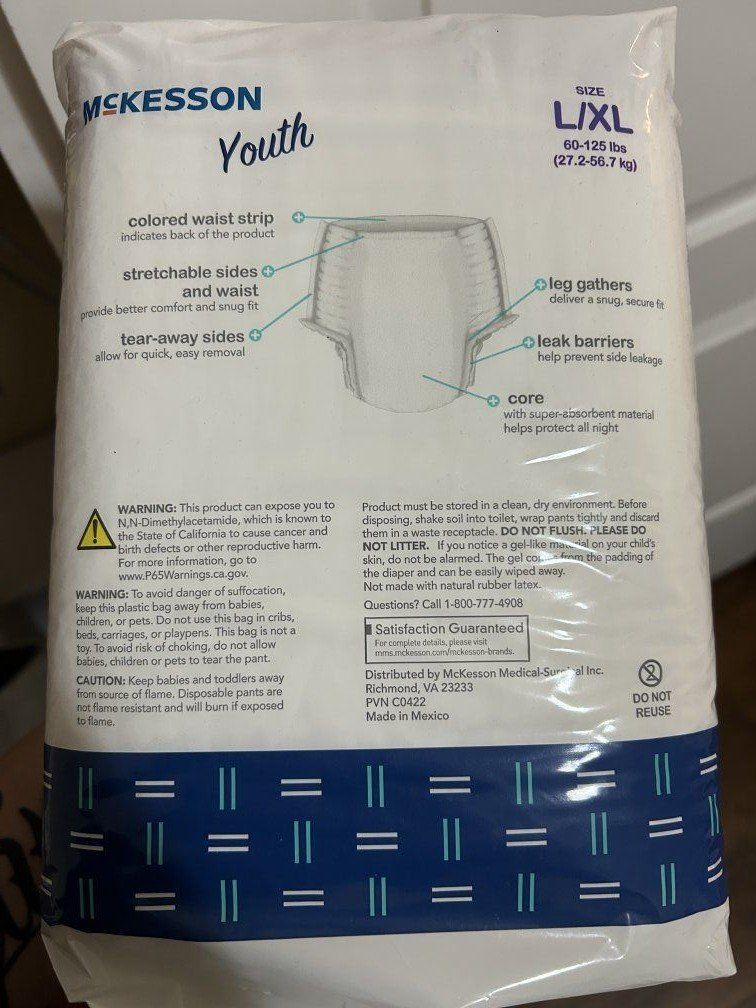 McKESSON
Youth
SIZE
L/XL
60-125 lbs
(27.2-56.7 kg)
colored waist strip
indicates back of the product
stretchable sides
and waist
provide better comfort and snug fit
tear-away sides
allow for quick, easy removal
leg gathers
deliver a snug, secure fit
leak barriers
help prevent side leakage
core
with super-absorbent material
helps protect all night
WARNING: This product can expose you to
N,N-Dimethylacetamide, which is known to
the State of California to cause cancer and
birth defects or other reproductive harm.
For more information, go to
www.P65Warnings.ca.gov.
WARNING: To avoid danger of suffocation,
keep this plastic bag away from babies,
children, or pets. Do not use this bag in cribs,
beds, carriages, or playpens. This bag is not a
toy. To avoid risk of choking, do not allow
babies, children or pets to tear the pant.
CAUTION: Keep babies and toddlers away
from source of flame. Disposable pants are
not flame resistant and will burn if exposed
to flame.
Product must be stored in a clean, dry environment. Before
disposing, shake soil into toilet, wrap pants tightly and discard
them in a waste receptacle. DO NOT FLUSH. PLEASE DO
NOT LITTER. If you notice a gel-like material on your child's
skin, do not be alarmed. The gel comes from the padding of
the diaper and can be easily wiped away.
Not made with natural rubber latex.
Questions? Call 1-800-777-4908
Satisfaction Guaranteed
For complete details, please visit
mms.mckesson.com/mckesson-brands.
Distributed by McKesson Medical-Surgical Inc.
Richmond, VA 23233
PVN C0422
Made in Mexico
2
DO NOT
REUSE